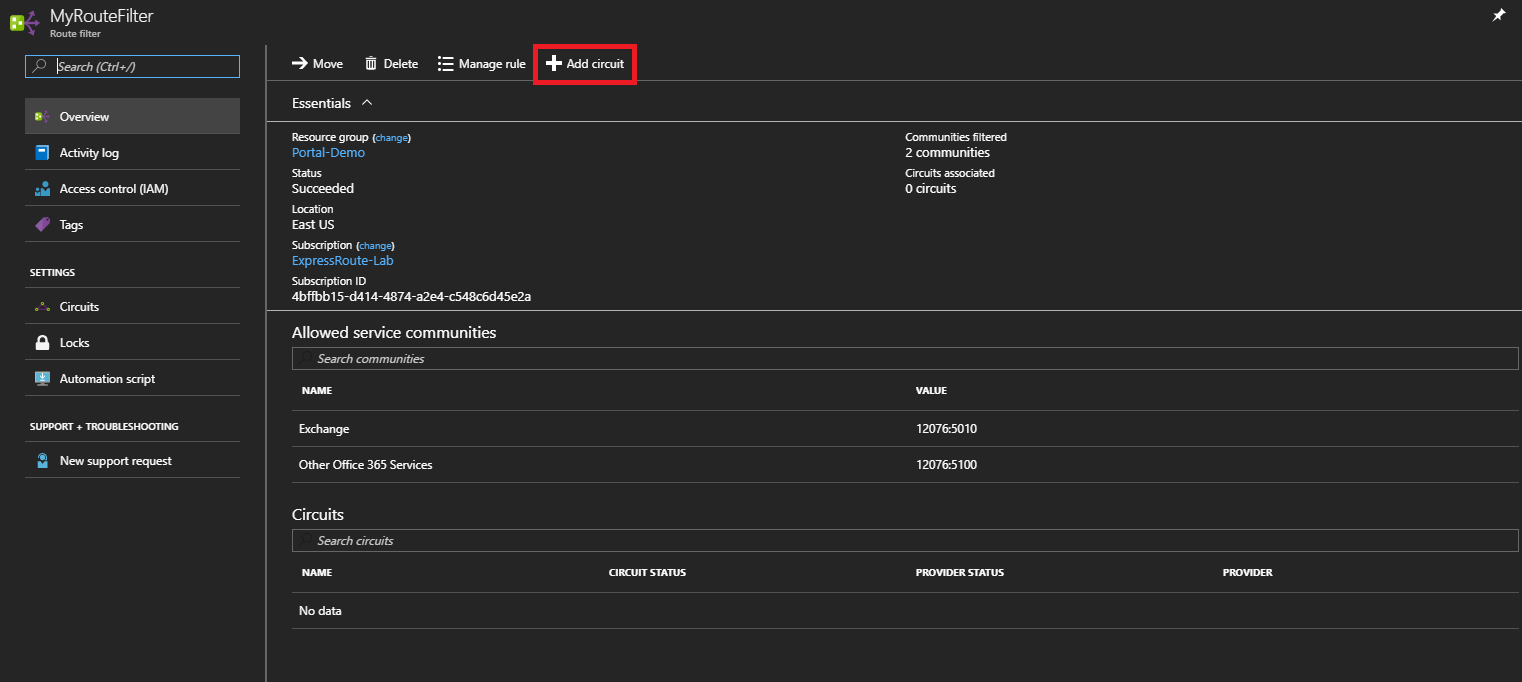 MyRouteFilter
Route filter
Search (Ctrl+/)
Overview
Activity log
Access control (IAM)
Tags
SETTINGS
Circuits
Locks
Automation script
SUPPORT + TROUBLESHOOTING
New support request
Move Delete Manage rule Add circuit
Essentials
Resource group (change)
Portal-Demo
Status
Succeeded
Location
East US
Subscription (change)
ExpressRoute-Lab
Subscription ID
4bffbb15-d414-4874-a2e4-c548c6d45e2a
Communities filtered
2 communities
Circuits associated
0 circuits
Allowed service communities
Search communities
NAME VALUE
Exchange 12076:5010
Other Office 365 Services 12076:5100
Circuits
Search circuits
NAME CIRCUIT STATUS PROVIDER STATUS PROVIDER
No data